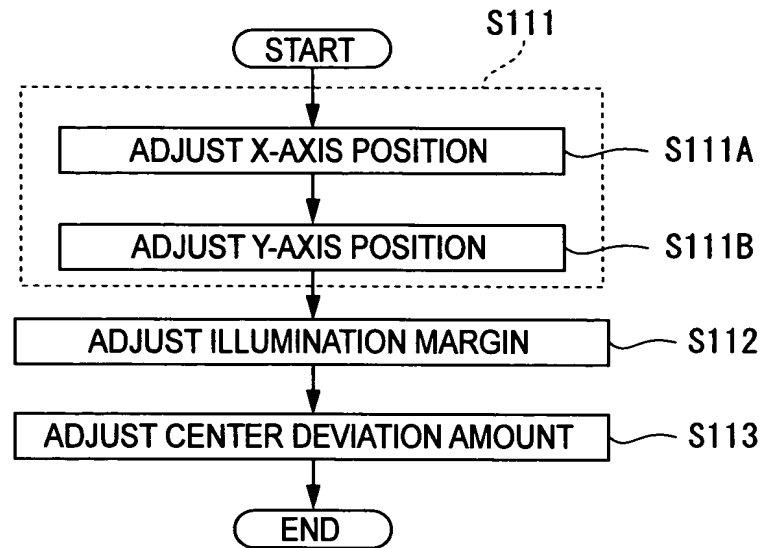 S111
START
ADJUST X-AXIS POSITION
S111A
ADJUST Y-AXIS POSITION
S111B
ADJUST ILLUMINATION MARGIN
S112
ADJUST CENTER DEVIATION AMOUNT
S113
END